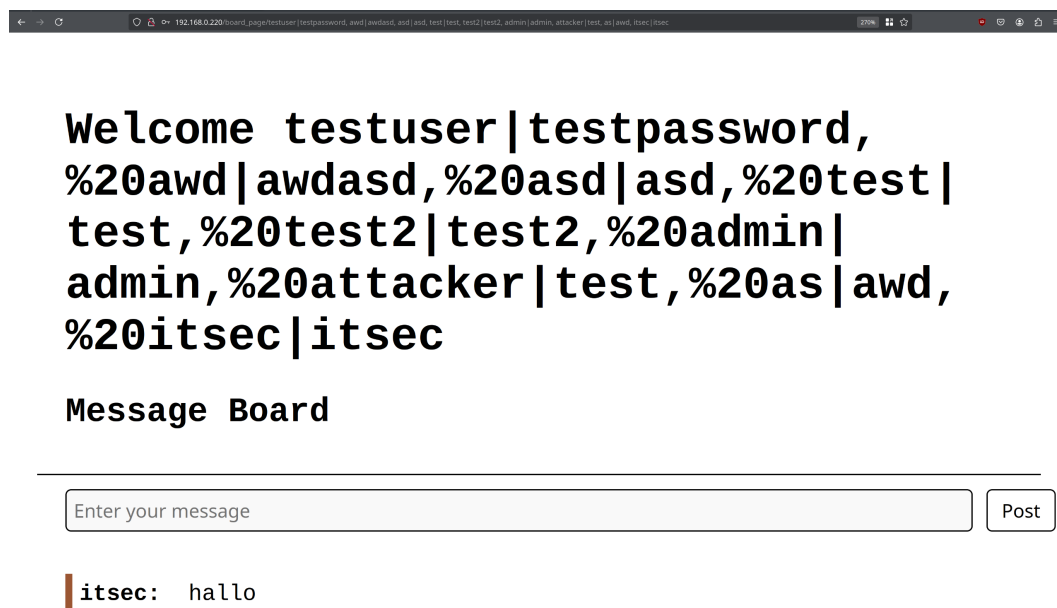 192.168.0.220/board_page/testuser|testpassword, awd|awdasd, asd|asd, test|test, test2|test2, admin|admin, attacker|test, as|awd, itsec|itsec
270%
Welcome testuser|testpassword,
%20awd|awdasd,%20asd|asd,%20test|
test,%20test2|test2,%20admin|
admin,%20attacker|test,%20as|awd,
%20itsec|itsec
Message Board
Enter your message
Post
itsec: hallo